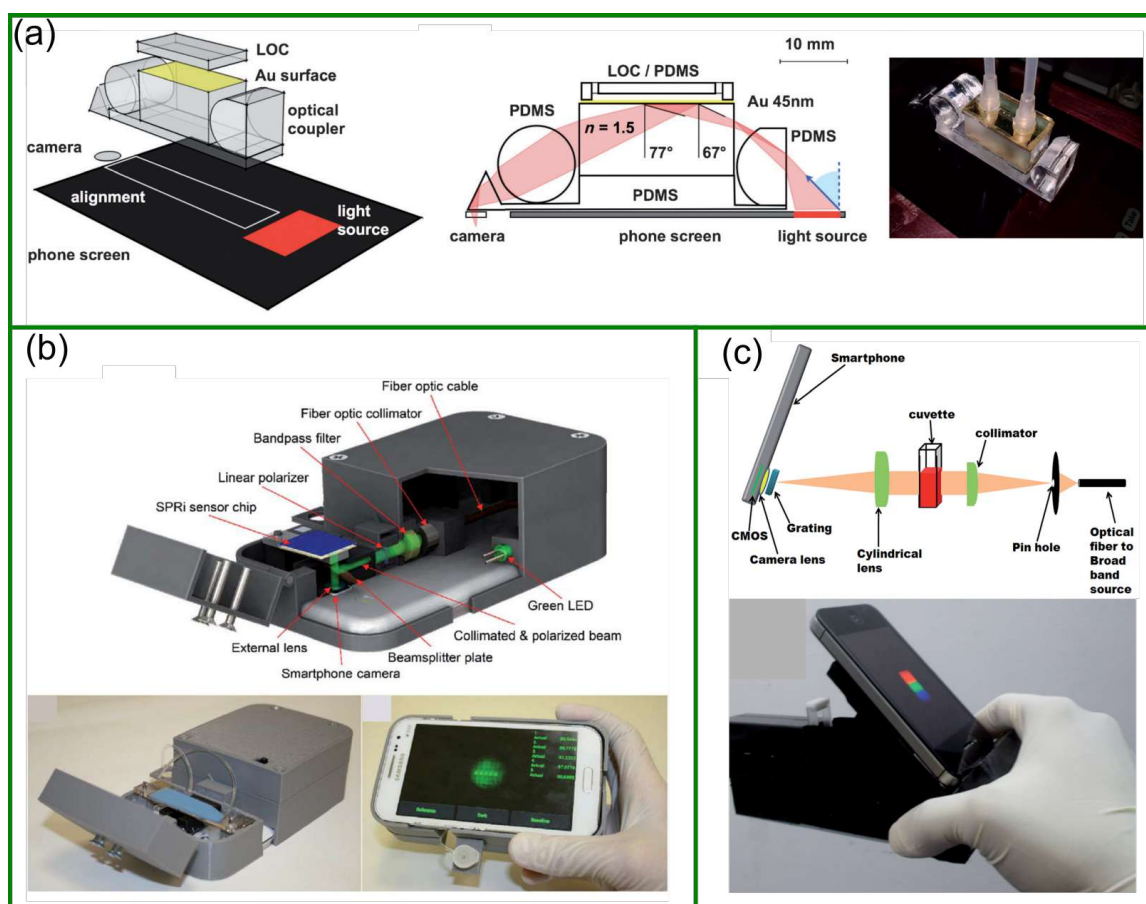 (a)
LOC
Au surface
optical
coupler
camera
alignment
light
source
phone screen
10 mm
LOC / PDMS
PDMS
Au 45nm
n = 1.5
PDMS
77°
67°
PDMS
camera
phone screen
light source
(b)
Fiber optic cable
Fiber optic collimator
Bandpass filter
Linear polarizer
SPRi sensor chip
Green LED
External lens
Collimated & polarized beam
Beamsplitter plate
Smartphone camera
SAMSUNG
Reference
Dark
Baseline
(c)
Smartphone
cuvette
collimator
CMOS
Grating
Camera lens
Cylindrical
lens
Pin hole
Optical
fiber to
Broad
band
source